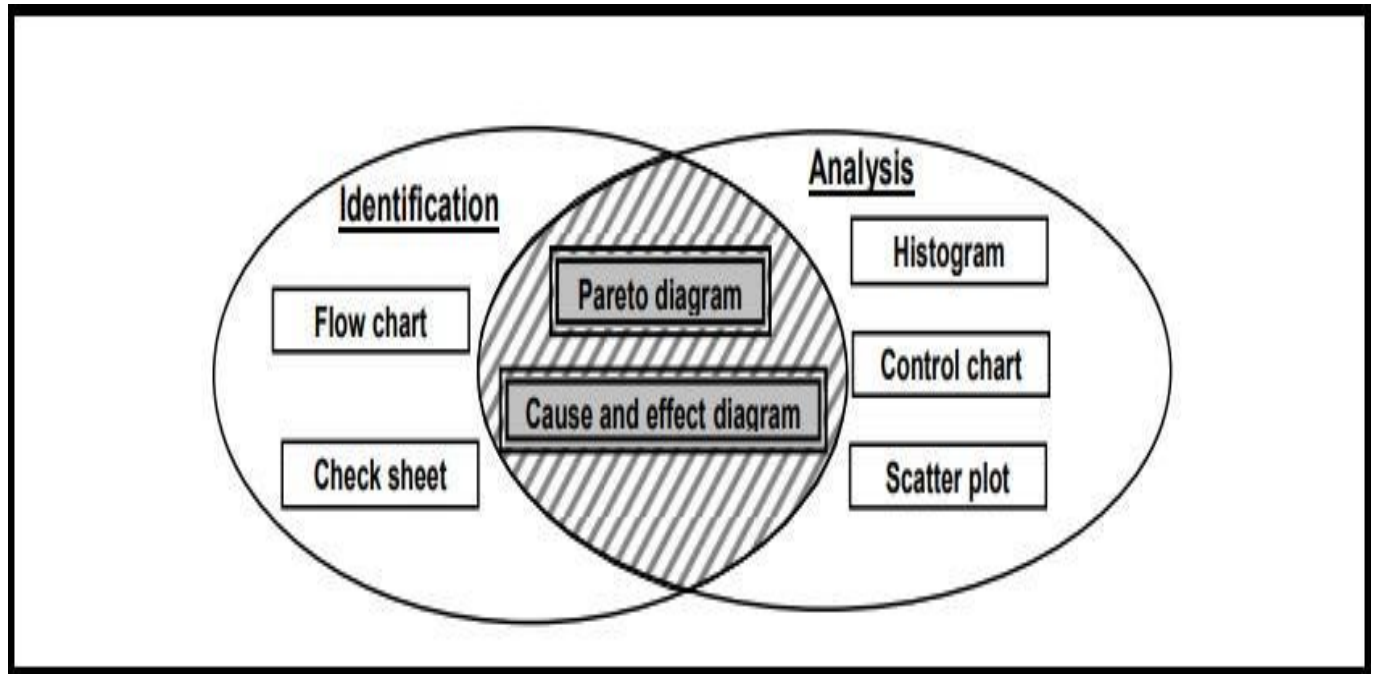 Identification
Flow chart
Check sheet
Pareto diagram
Cause and effect diagram
Analysis
Histogram
Control chart
Scatter plot